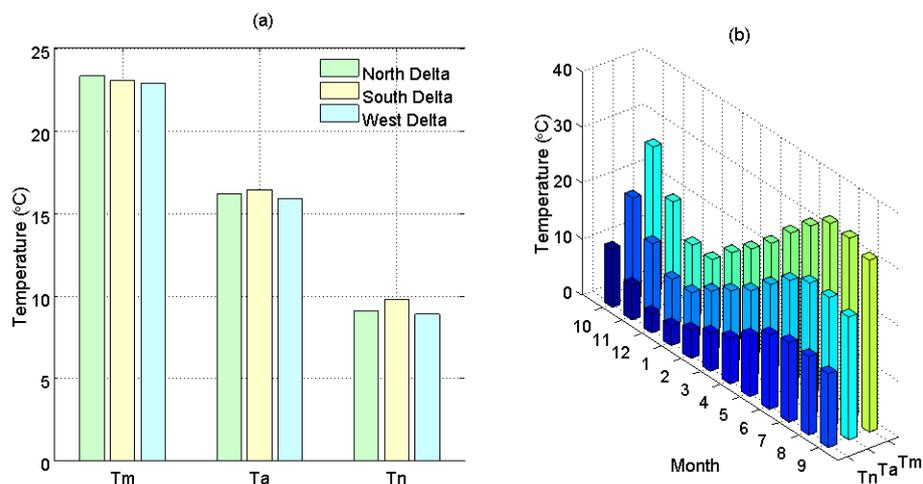 (a)
Temperature (°C)
25
20
15
10
5
0
North Delta
South Delta
West Delta
Tm
Ta
Tn
(b)
Temperature (°C)
40
30
20
10
0
10
11
12
1
2
3
4
5
6
7
8
9
Month
Tn
Ta
Tm